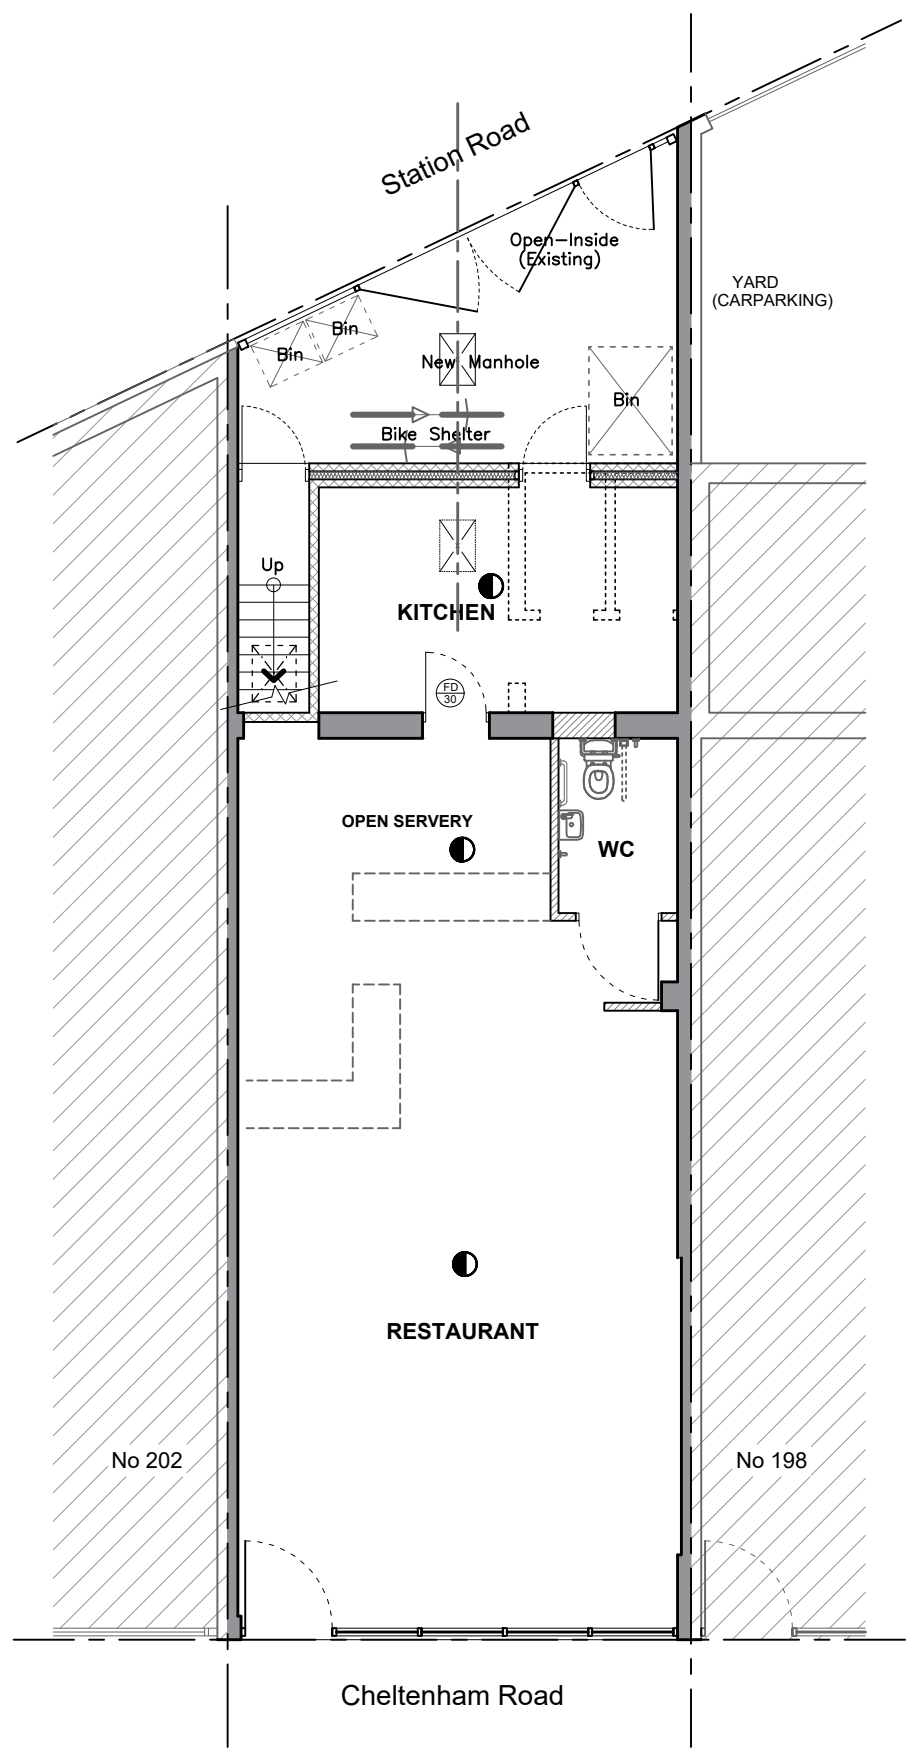 Station Road
Open-Inside
(Existing)
YARD
(CARPARKING)
Bin
Bin
New Manhole
Bin
Bike Shelter
Up
KITCHEN
FD
30
OPEN SERVERY
WC
RESTAURANT
No 202
No 198
Cheltenham Road